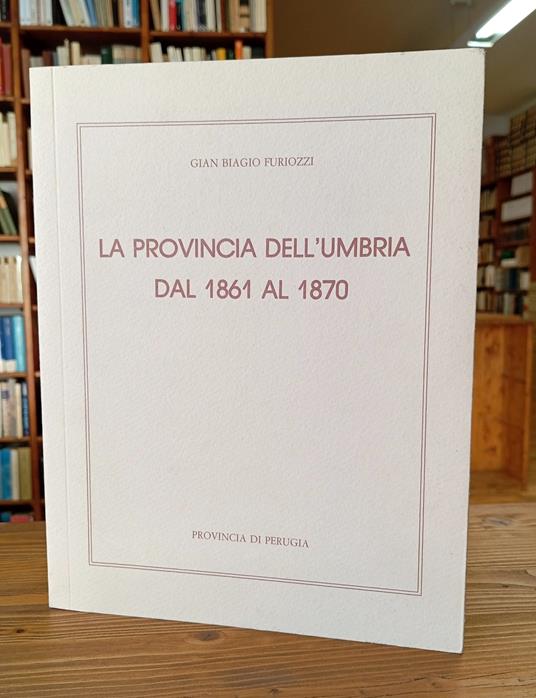 GIAN BIAGIO FURIOZZI
LA PROVINCIA DELL'UMBRIA
DAL 1861 AL 1870
PROVINCIA DI PERUGIA